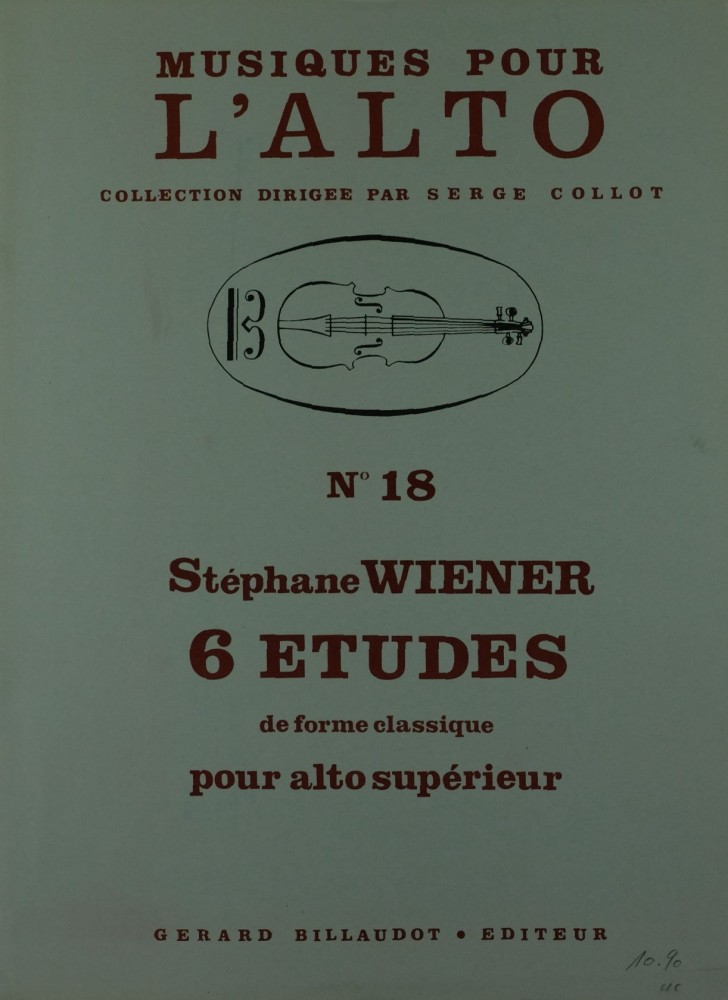 MUSIQUES POUR
L'ALTO
COLLECTION DIRIGEE PAR SERGE COLLOT
Nº 18
Stéphane WIENER
6 ETUDES
de forme classique
pour alto supérieur
GERARD BILLAUDOT • EDITEUR
10.90